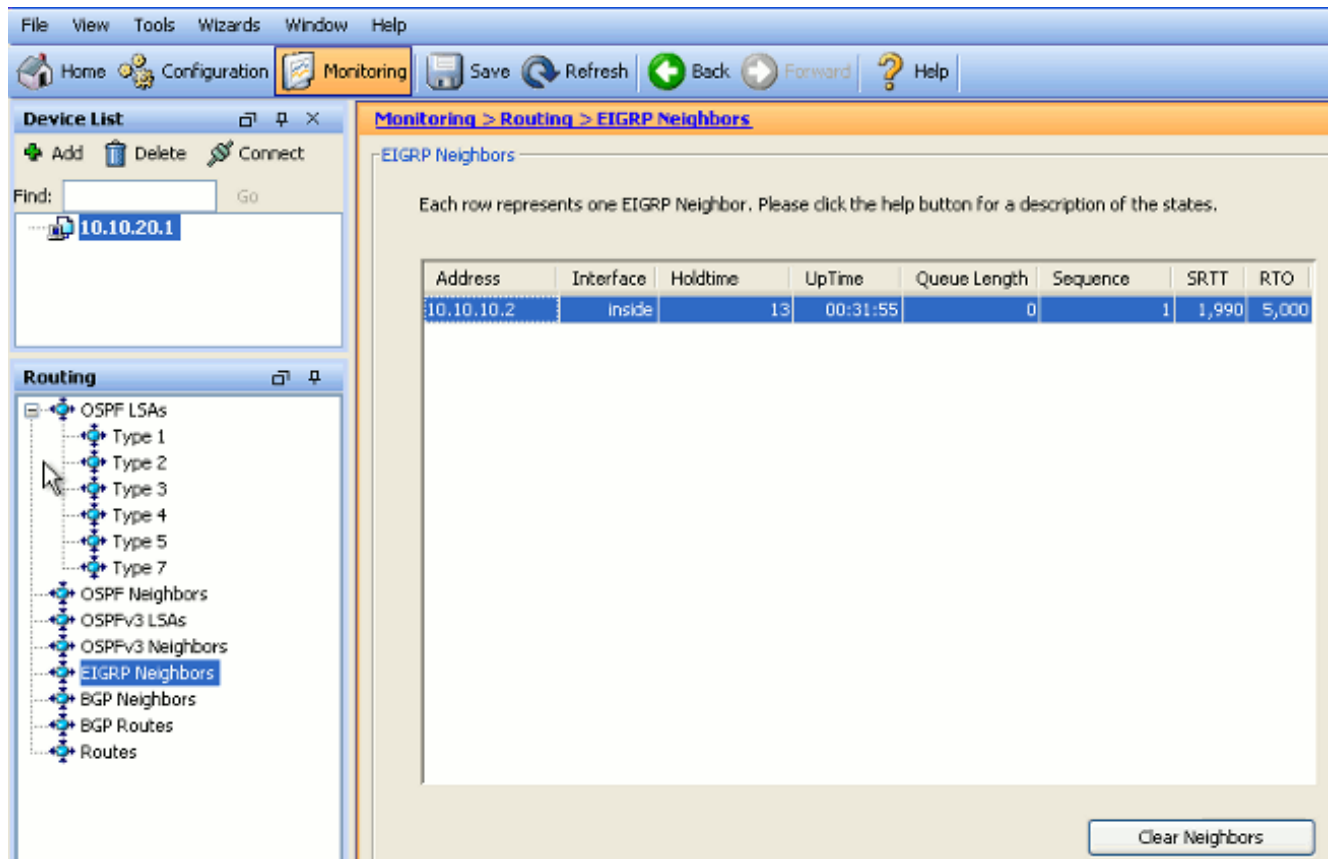 File View Tools Wizards Window Help
Home Configuration Monitoring Save Refresh Back Forward Help
Device List
Add Delete Connect
Find: Go
10.10.20.1
Routing
OSPF LSAs
Type 1
Type 2
Type 3
Type 4
Type 5
Type 7
OSPF Neighbors
OSPFv3 LSAs
OSPFv3 Neighbors
EIGRP Neighbors
BGP Neighbors
BGP Routes
Routes
Monitoring > Routing > EIGRP Neighbors
EIGRP Neighbors
Each row represents one EIGRP Neighbor. Please click the help button for a description of the states.
Address Interface Holdtime UpTime Queue Length Sequence SRTT RTO
10.10.10.2 inside 13 00:31:55 0 1 1,990 5,000
Clear Neighbors